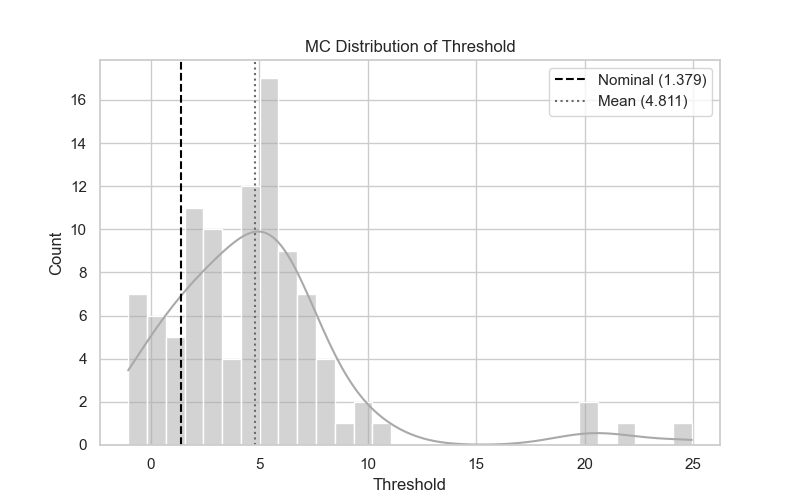 MC Distribution of Threshold
Nominal (1.379)
Mean (4.811)
Count
16
14
12
10
8
6
4
2
0
0 5 10 15 20 25
Threshold